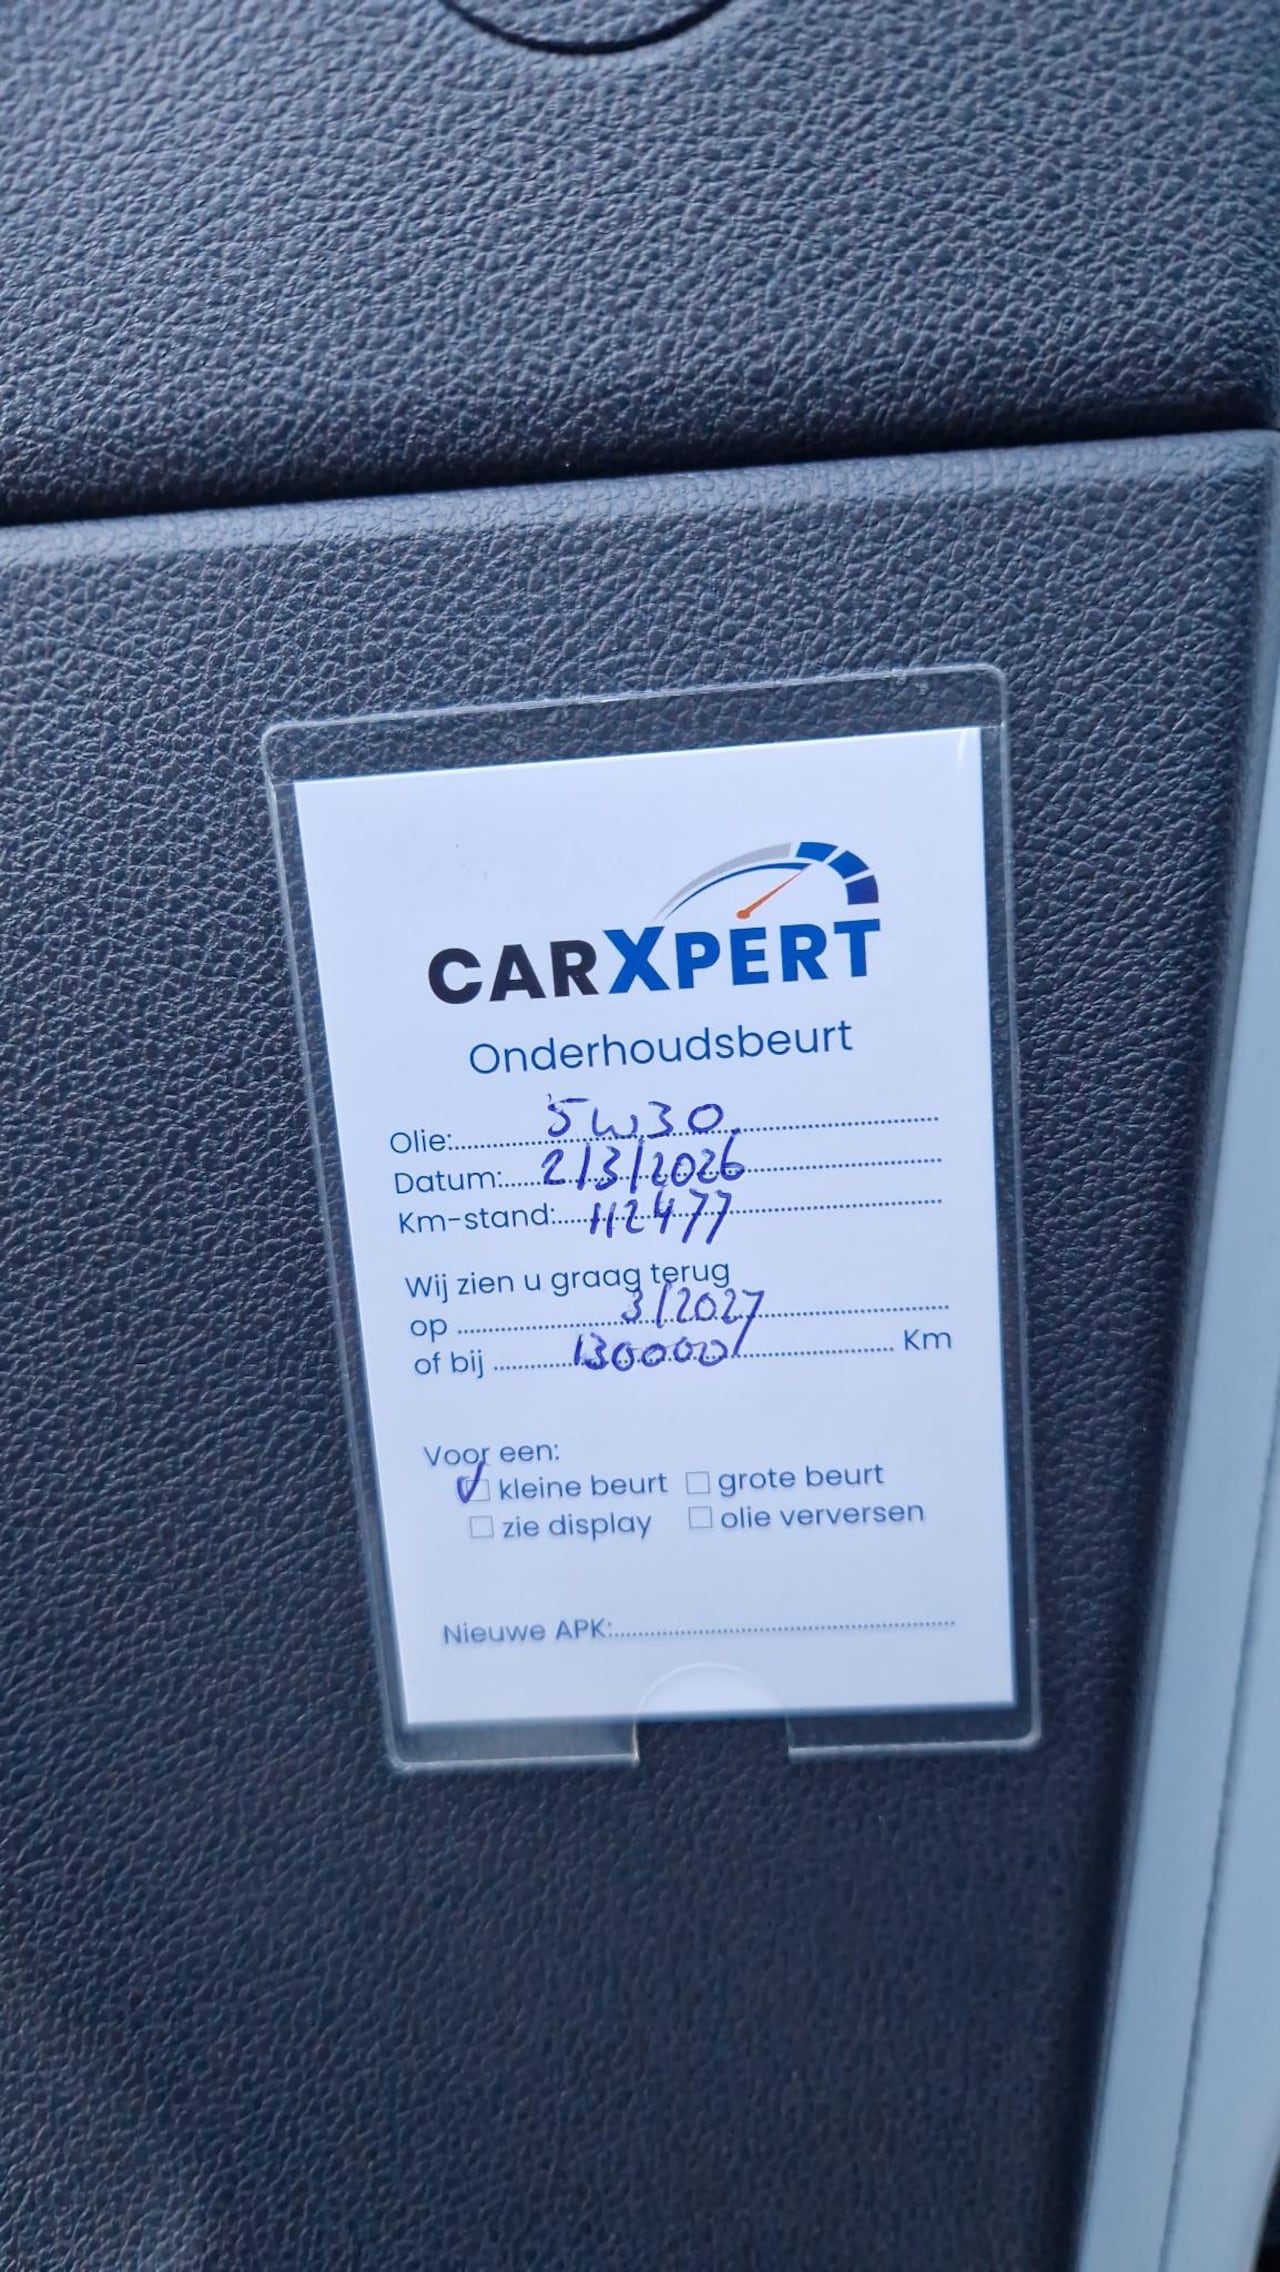 CARXPERT
Onderhoudsbeurt
Olie: 5W30
Datum: 2/3/2026
Km-stand: 112477
Wij zien u graag terug
op 3/2027
of bij 130000 Km
Voor een:
kleine beurt grote beurt
zie display olie verversen
Nieuwe APK: